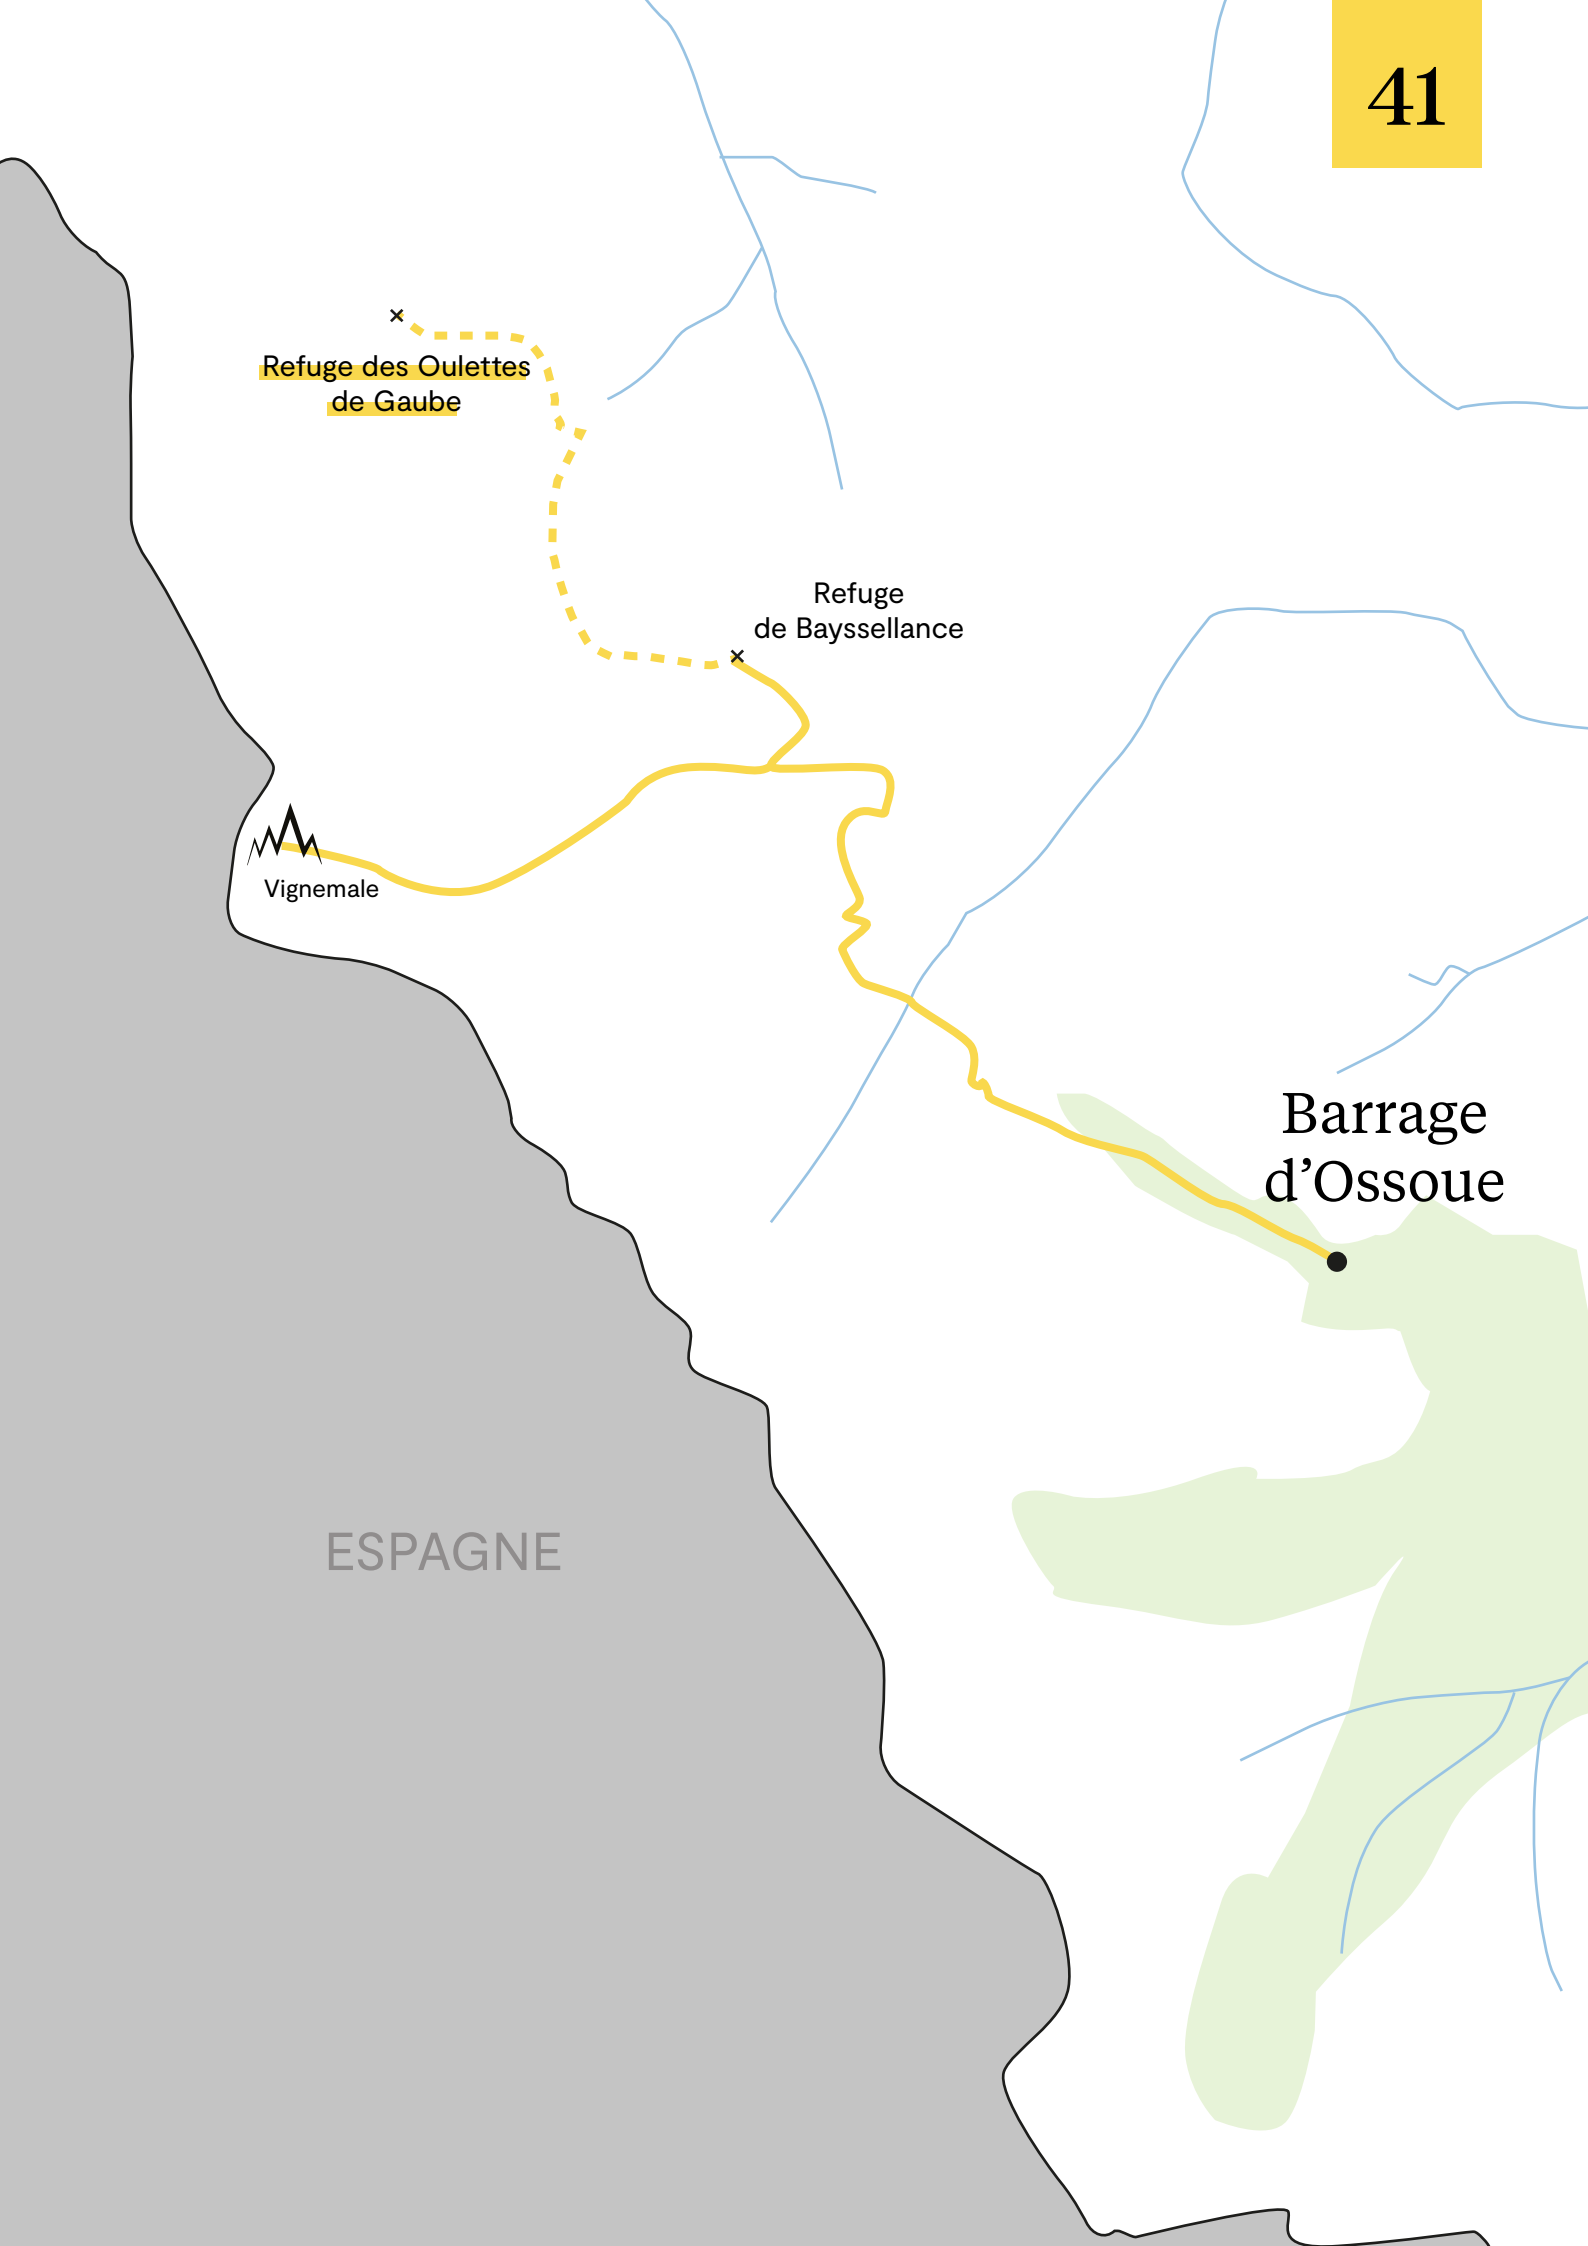 41
Refuge des Oulettes
de Gaube
Refuge
de Bayssellance
Vignemale
Barrage
d’Ossoue
ESPAGNE